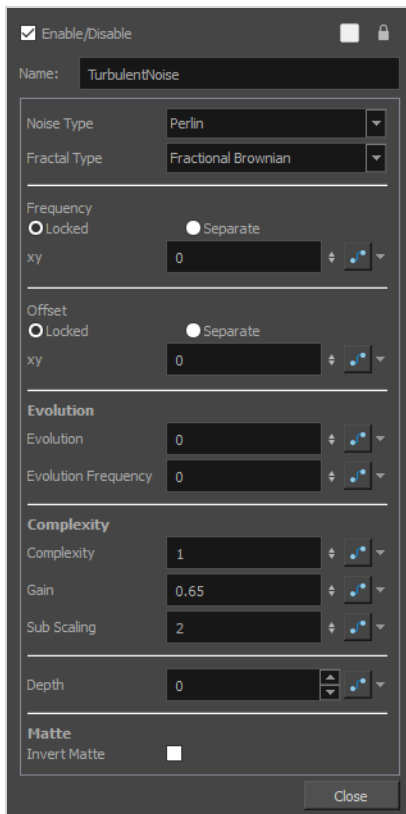 Enable/Disable
Name: TurbulentNoise
Noise Type Perlin
Fractal Type Fractional Brownian
Frequency
Locked Separate
xy 0
Offset
Locked Separate
xy 0
Evolution
Evolution 0
Evolution Frequency 0
Complexity
Complexity 1
Gain 0.65
Sub Scaling 2
Depth 0
Matte
Invert Matte
Close